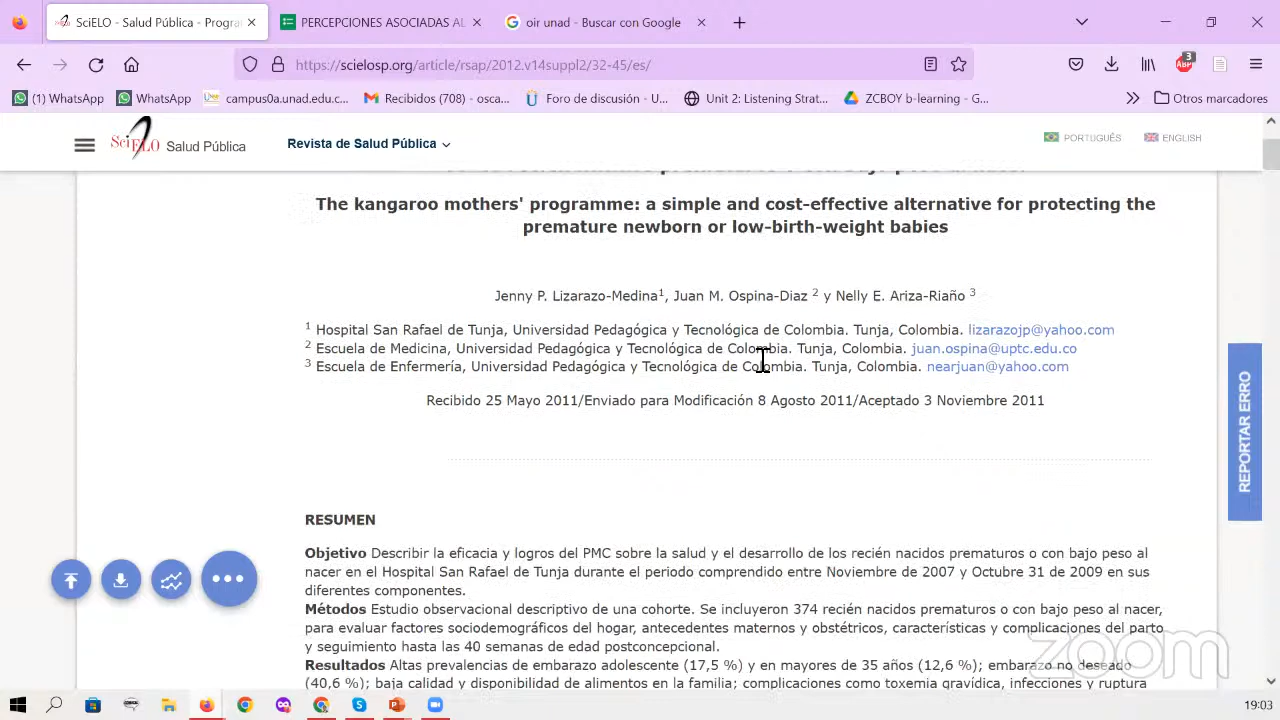 SciELO - Salud Pública - Progra
PERCEPCIONES ASOCIADAS AL
oir unad - Buscar con Google
https://scielosp.org/article/rsap/2012.v14suppl2/32-45/es/
3
(1) WhatsApp
WhatsApp
campus0a.unad.edu.c...
Recibidos (708) - osca...
Foro de discusión - U...
Unit 2: Listening Strat...
ZCBOY b-learning - G...
Otros marcadores
SciELO Salud Pública
Revista de Salud Pública
PORTUGUÊS
ENGLISH
The kangaroo mothers' programme: a simple and cost-effective alternative for protecting the
premature newborn or low-birth-weight babies
Jenny P. Lizarazo-Medina1, Juan M. Ospina-Diaz 2 y Nelly E. Ariza-Riaño 3
1 Hospital San Rafael de Tunja, Universidad Pedagógica y Tecnológica de Colombia. Tunja, Colombia. lizarazojp@yahoo.com
2 Escuela de Medicina, Universidad Pedagógica y Tecnológica de Colombia. Tunja, Colombia. juan.ospina@uptc.edu.co
3 Escuela de Enfermería, Universidad Pedagógica y Tecnológica de Colombia. Tunja, Colombia. nearjuan@yahoo.com
Recibido 25 Mayo 2011/Enviado para Modificación 8 Agosto 2011/Aceptado 3 Noviembre 2011
REPORTAR ERRO
RESUMEN
Objetivo Describir la eficacia y logros del PMC sobre la salud y el desarrollo de los recién nacidos prematuros o con bajo peso al
nacer en el Hospital San Rafael de Tunja durante el periodo comprendido entre Noviembre de 2007 y Octubre 31 de 2009 en sus
diferentes componentes.
Métodos Estudio observacional descriptivo de una cohorte. Se incluyeron 374 recién nacidos prematuros o con bajo peso al nacer,
para evaluar factores sociodemográficos del hogar, antecedentes maternos y obstétricos, características y complicaciones del parto
y seguimiento hasta las 40 semanas de edad postconcepcional.
Resultados Altas prevalencias de embarazo adolescente (17,5 %) y en mayores de 35 años (12,6 %); embarazo no deseado
(40,6 %); baja calidad y disponibilidad de alimentos en la familia; complicaciones como toxemia gravídica, infecciones y ruptura
zoom
19:03